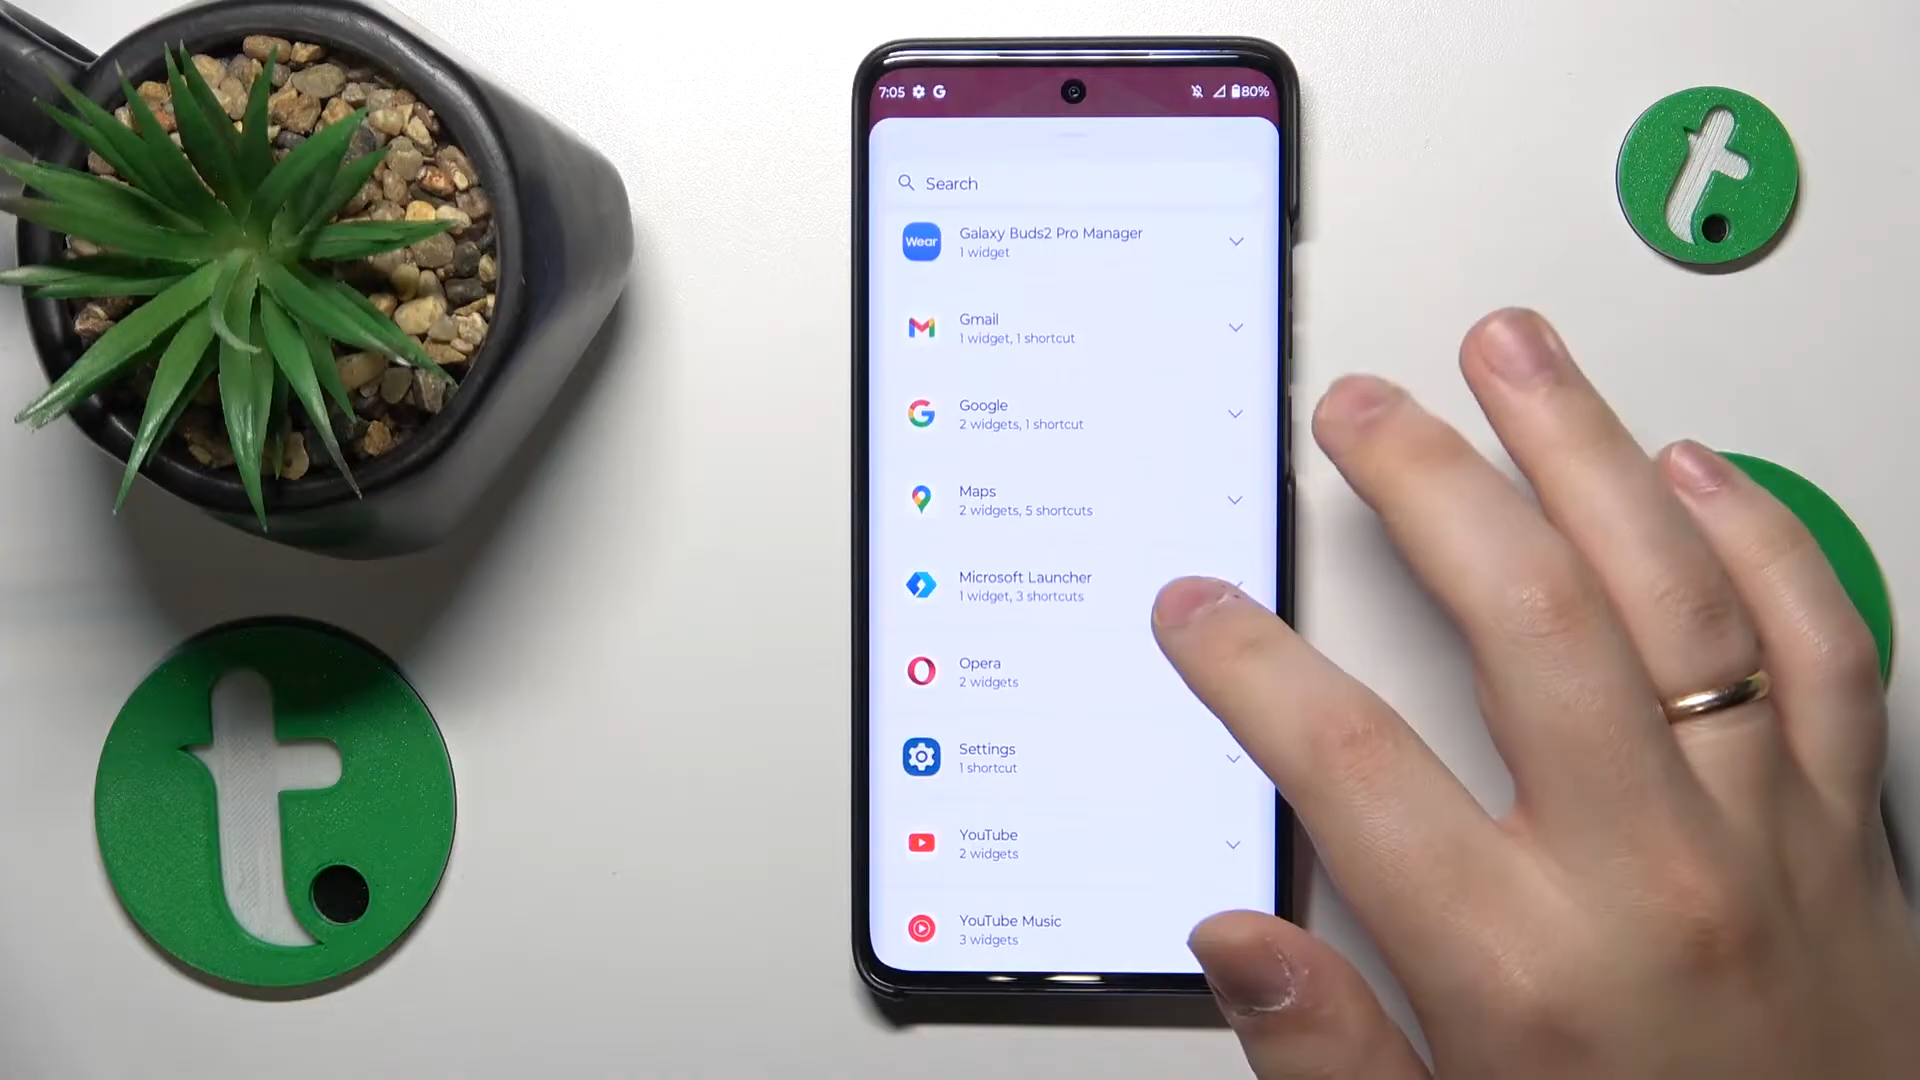 7:05
80%
Search
Wear
Galaxy Buds2 Pro Manager
1 widget
Gmail
1 widget, 1 shortcut
Google
2 widgets, 1 shortcut
Maps
2 widgets, 5 shortcuts
Microsoft Launcher
1 widget, 3 shortcuts
Opera
2 widgets
Settings
1 shortcut
YouTube
2 widgets
YouTube Music
3 widgets
t.
t.